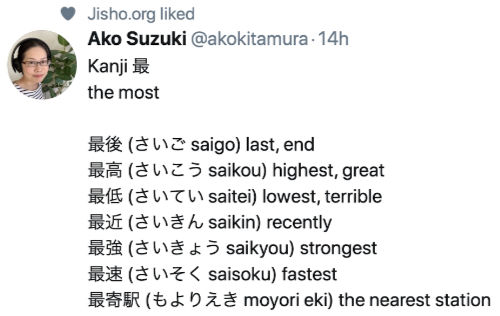 Jisho.org liked
Ako Suzuki @akokitamura · 14h
Kanji 最
the most
最後 (さいご saigo) last, end
最高 (さいこう saikou) highest, great
最低 (さいてい saitei) lowest, terrible
最近 (さいきん saikin) recently
最強 (さいきょう saikyou) strongest
最速 (さいそく saisoku) fastest
最寄駅 (もよりえき moyori eki) the nearest station